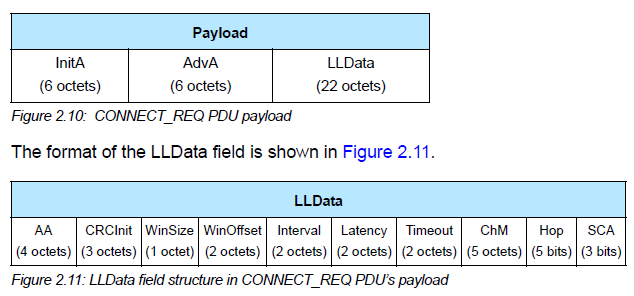 Payload
InitA AdvA LLData
(6 octets) (6 octets) (22 octets)
Figure 2.10: CONNECT_REQ PDU payload
The format of the LLData field is shown in Figure 2.11.
LLData
AA CRCInit WinSize WinOffset Interval Latency Timeout ChM Hop SCA
(4 octets) (3 octets) (1 octet) (2 octets) (2 octets) (2 octets) (2 octets) (5 octets) (5 bits) (3 bits)
Figure 2.11: LLData field structure in CONNECT_REQ PDU's payload